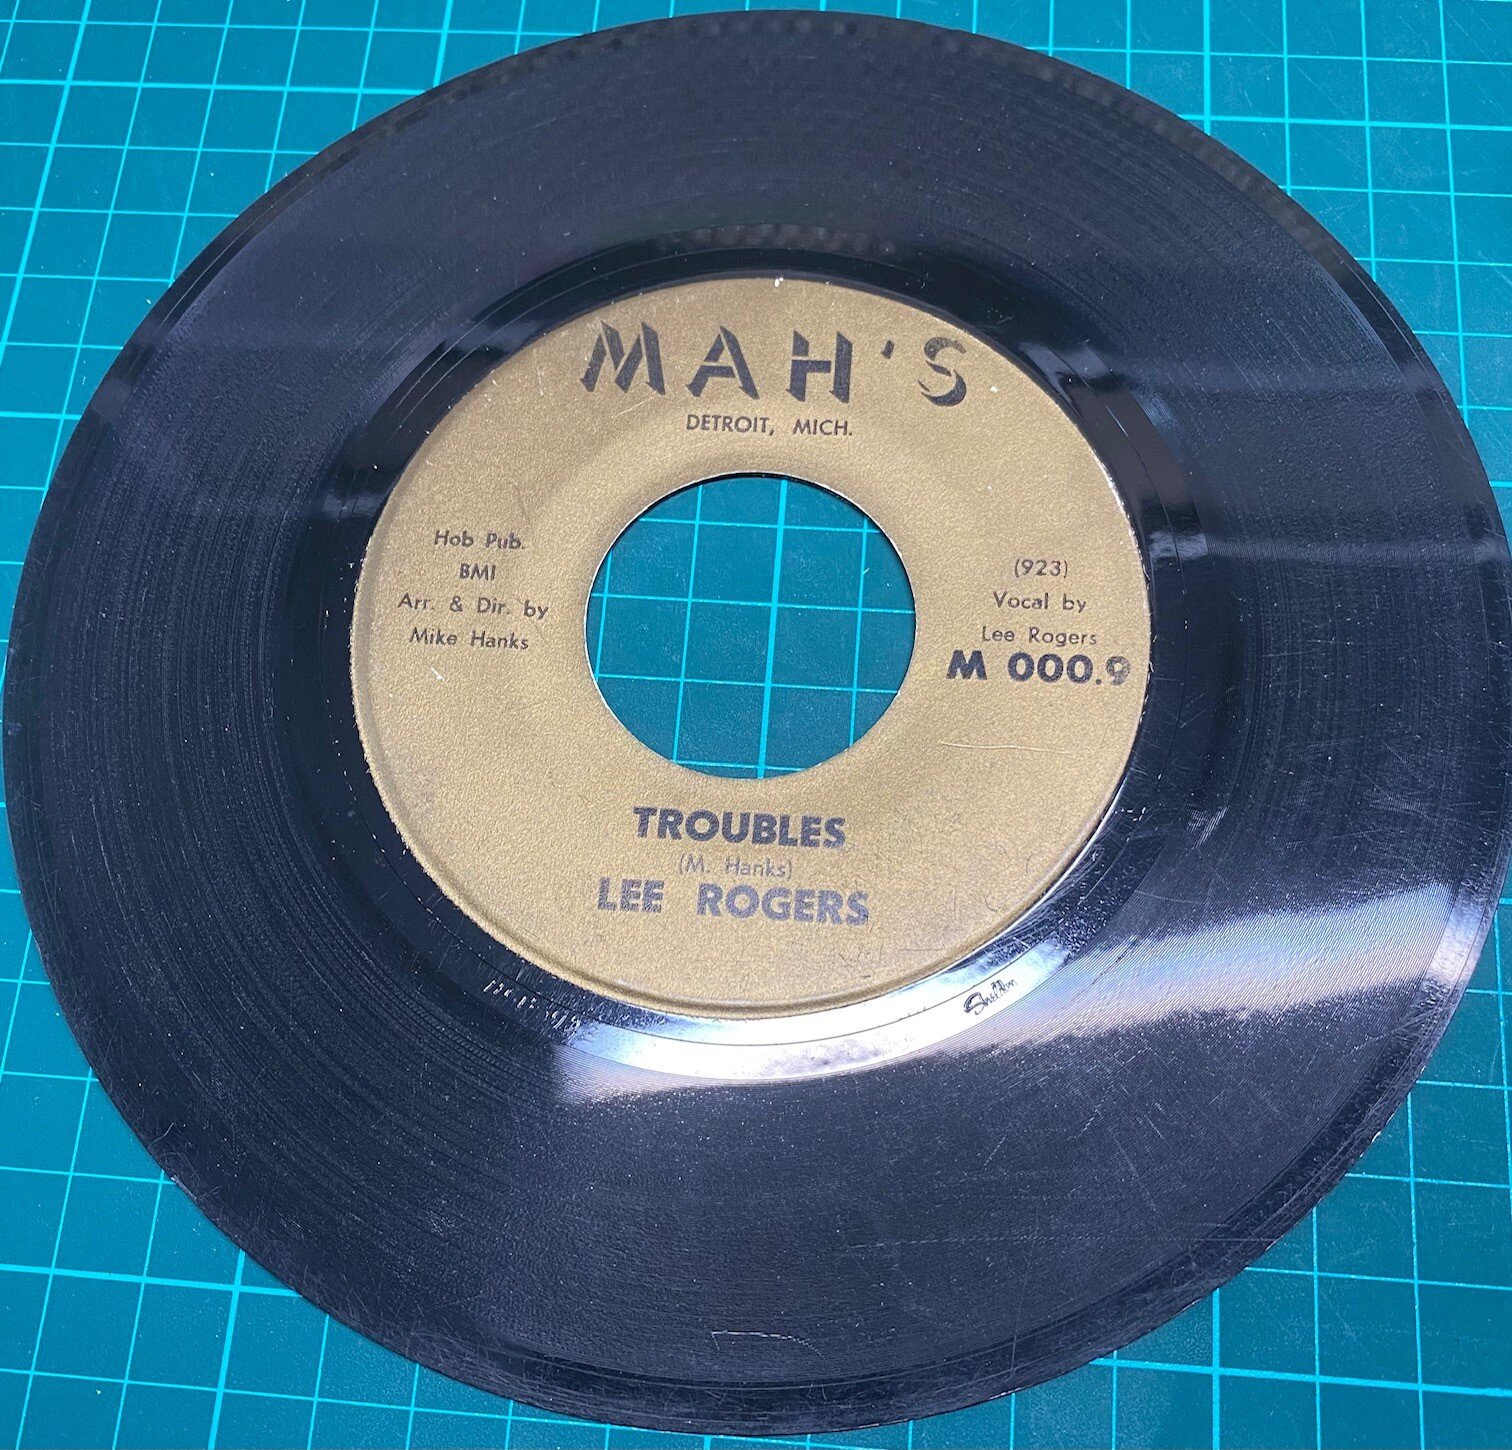 MAH'S
DETROIT, MICH.
Hob Pub.
BMI
Arr. & Dir. by
Mike Hanks
(923)
Vocal by
Lee Rogers
M 000.9
TROUBLES
(M. Hanks)
LEE ROGERS
Sheldon